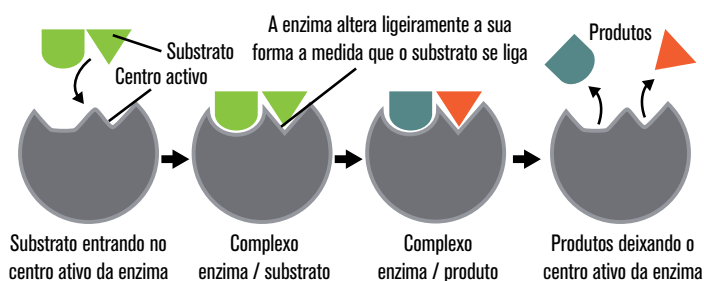 A enzima altera ligeiramente a sua
forma a medida que o substrato se liga
Produtos
Substrato
Centro activo
Substrato entrando no
centro ativo da enzima
Complexo
enzima / substrato
Complexo
enzima / produto
Produtos deixando o
centro ativo da enzima